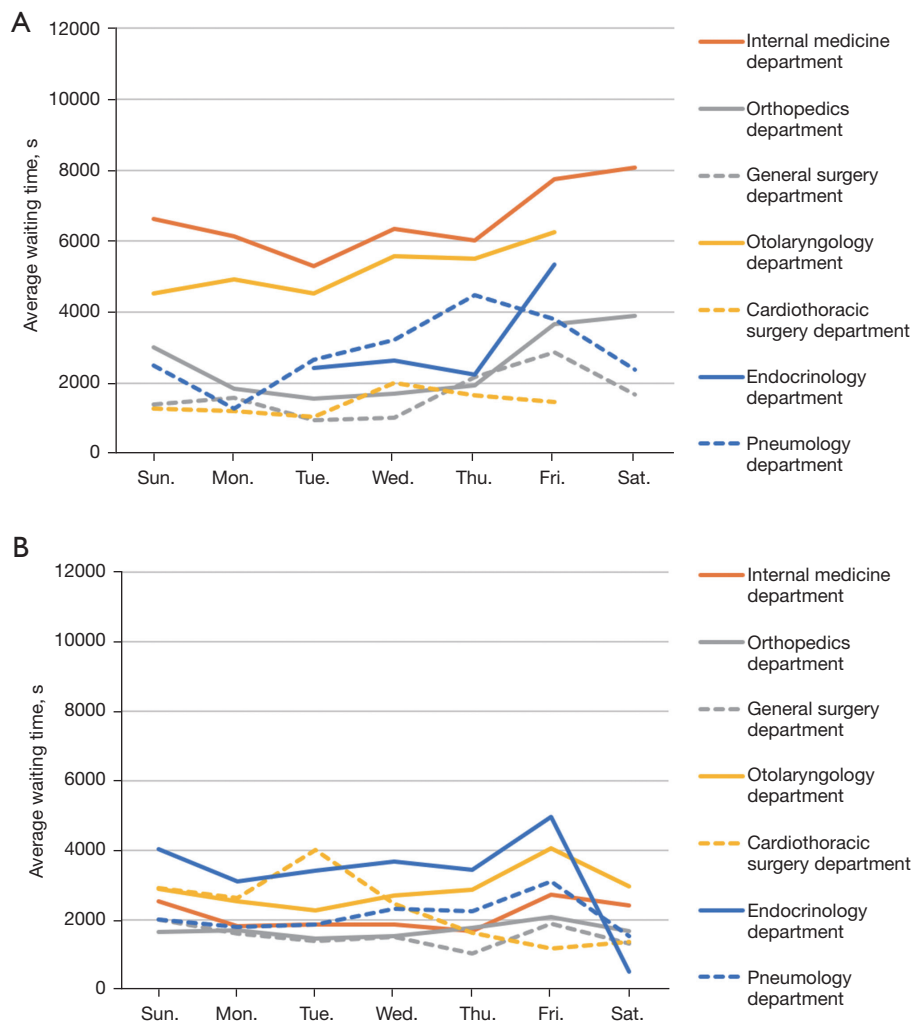 A
12000
10000
8000
6000
4000
2000
0
Average waiting time, s
Sun. Mon. Tue. Wed. Thu. Fri. Sat.
Internal medicine
department
Orthopedics
department
General surgery
department
Otolaryngology
department
Cardiothoracic
surgery department
Endocrinology
department
Pneumology
department
B
12000
10000
8000
6000
4000
2000
0
Average waiting time, s
Sun. Mon. Tue. Wed. Thu. Fri. Sat.
Internal medicine
department
Orthopedics
department
General surgery
department
Otolaryngology
department
Cardiothoracic
surgery department
Endocrinology
department
Pneumology
department